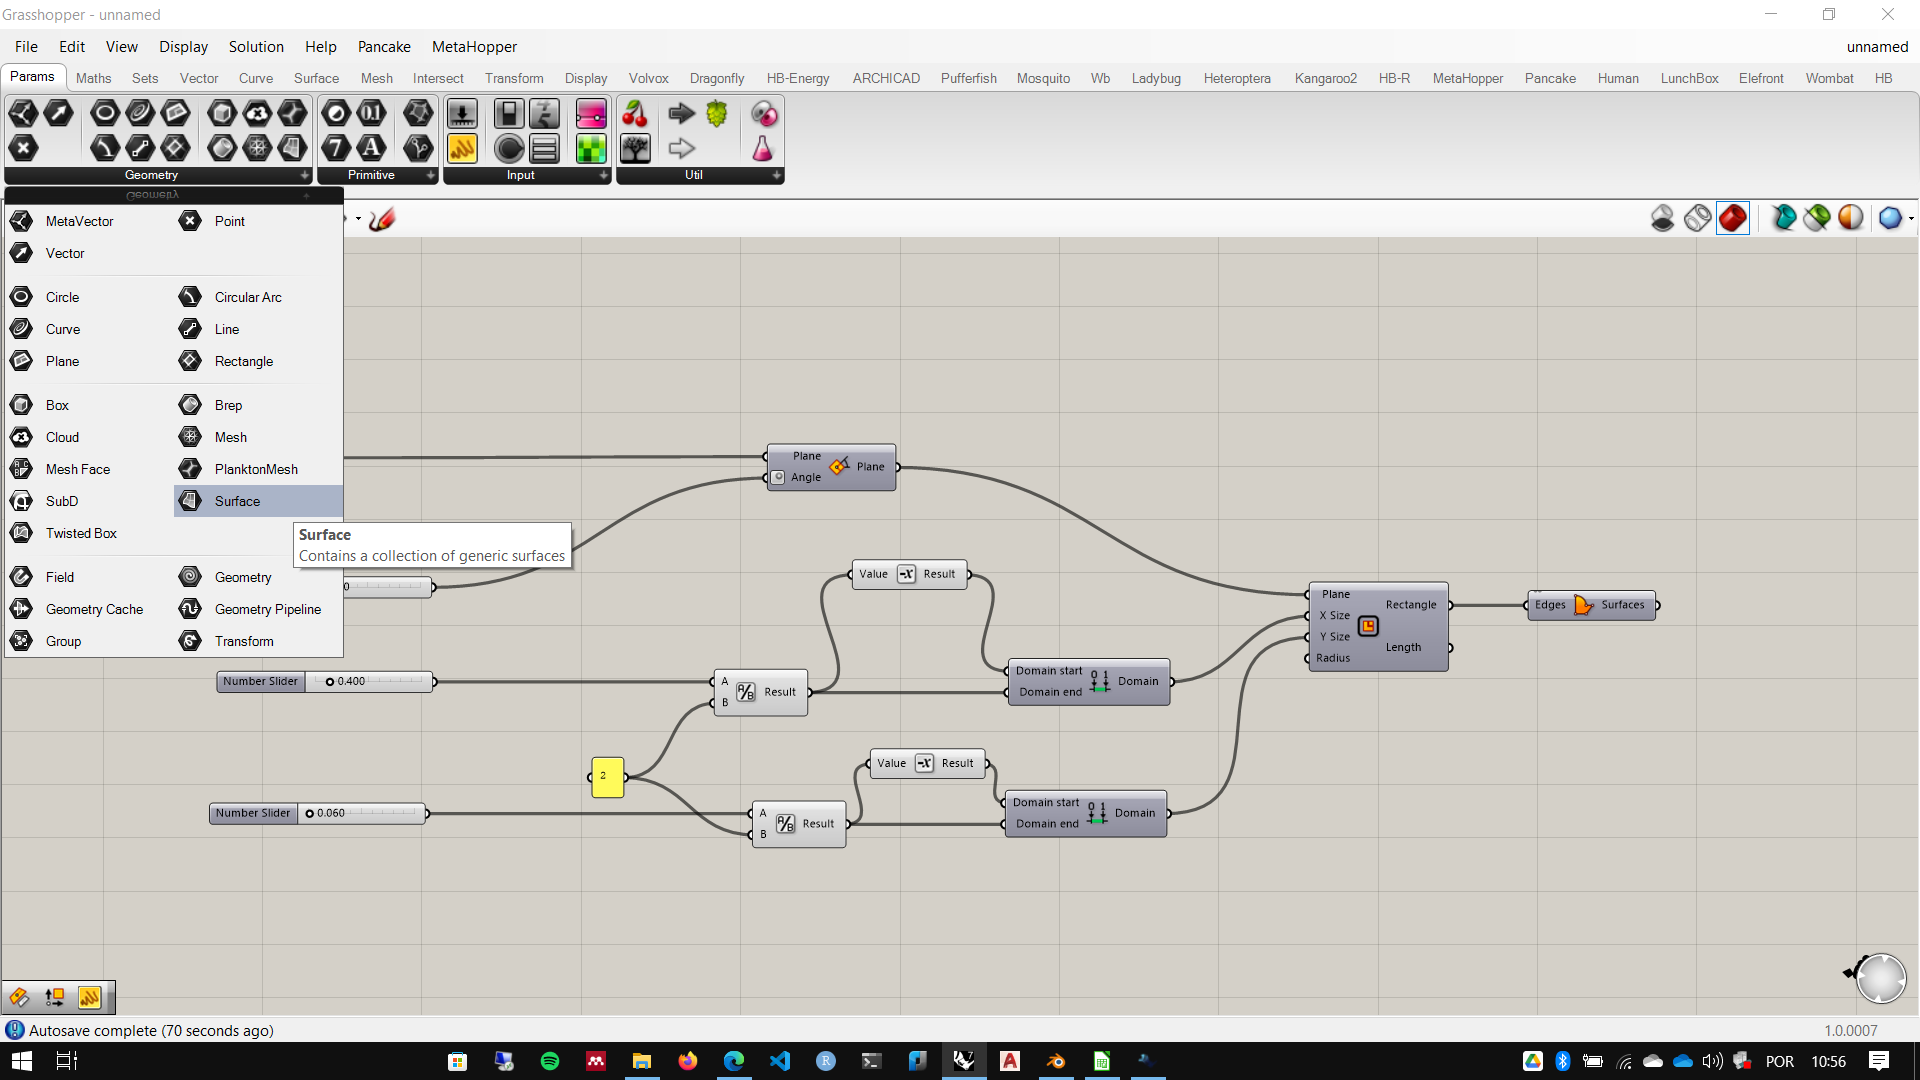 Grasshopper - unnamed
File Edit View Display Solution Help Pancake MetaHopper unnamed
Params Maths Sets Vector Curve Surface Mesh Intersect Transform Display Volvox Dragonfly HB-Energy ARCHICAD Pufferfish Mosquito Wb Ladybug Heteroptera Kangaroo2 HB-R MetaHopper Pancake Human LunchBox Elefront Wombat HB
Geometry Primitive Input Util
Geometry
MetaVector Point
Vector
Circle Circular Arc
Curve Line
Plane Rectangle
Box Brep
Cloud Mesh
Mesh Face PlanktonMesh
SubD Surface
Twisted Box
Field Geometry
Geometry Cache Geometry Pipeline
Group Transform
Surface
Contains a collection of generic surfaces
Plane
Angle
Plane
0
Value -x Result
Plane
X Size
Y Size
Radius
Rectangle
Length
Edges Surfaces
Number Slider 0.400
A
B
A/B
Result
Domain start
Domain end
0 1
Domain
2
Value -x Result
Number Slider 0.060
A
B
A/B
Result
Domain start
Domain end
0 1
Domain
Autosave complete (70 seconds ago) 1.0.0007
POR 10:56